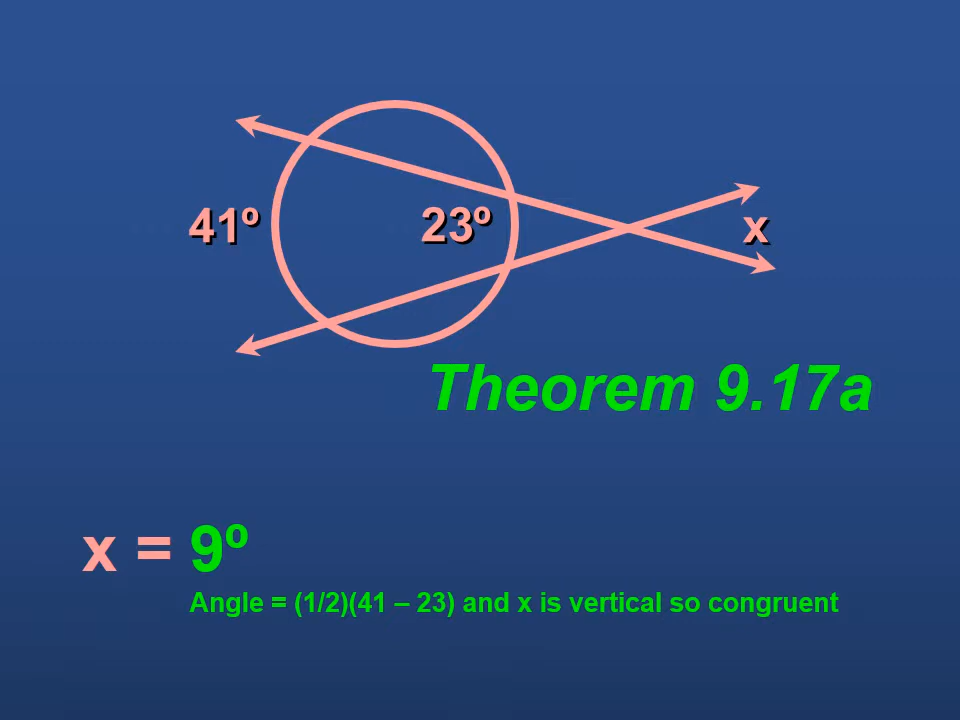 41º 23º x
Theorem 9.17a
x = 9º
Angle = (1/2)(41 – 23) and x is vertical so congruent